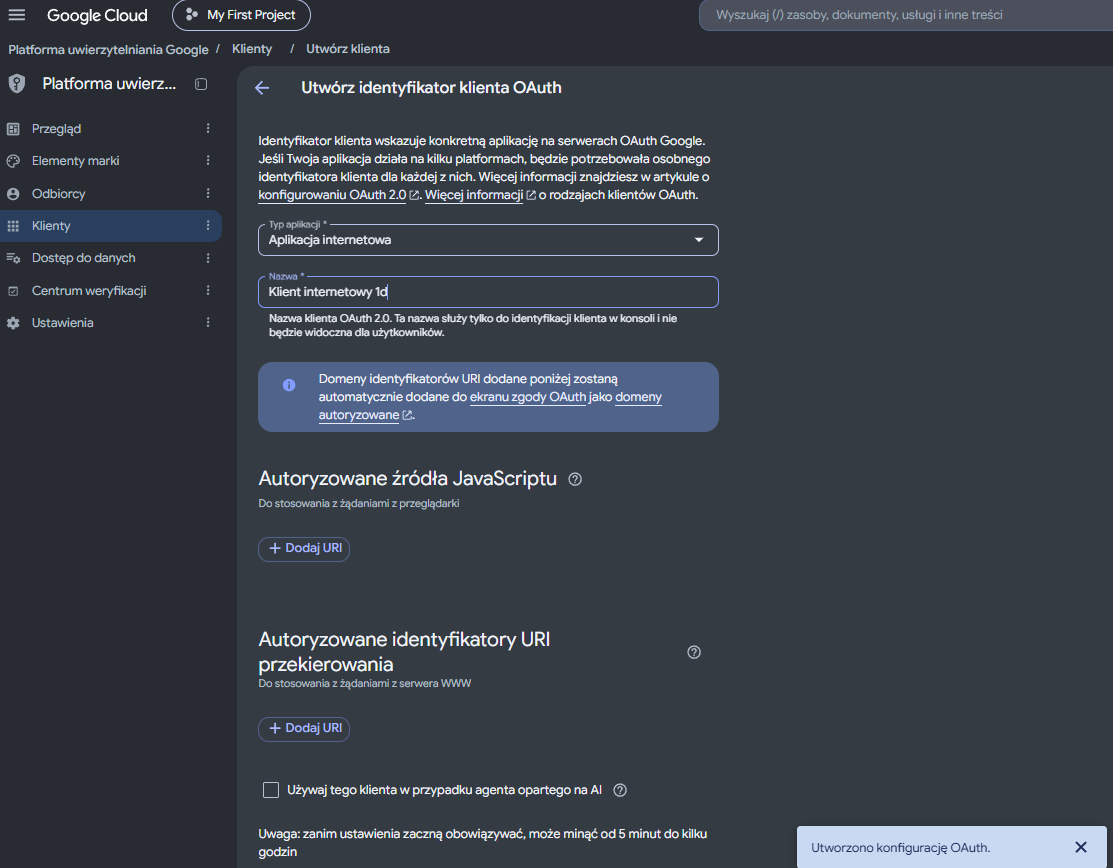 Google Cloud
My First Project
Wyszukaj (/) zasoby, dokumenty, usługi i inne treści
Platforma uwierzytelniania Google / Klienty / Utwórz klienta
Platforma uwierz...
Przegląd
Elementy marki
Odbiorcy
Klienty
Dostęp do danych
Centrum weryfikacji
Ustawienia
Utwórz identyfikator klienta OAuth
Identyfikator klienta wskazuje konkretną aplikację na serwerach OAuth Google.
Jeśli Twoja aplikacja działa na kilku platformach, będzie potrzebowała osobnego
identyfikatora klienta dla każdej z nich. Więcej informacji znajdziesz w artykule o
konfigurowaniu OAuth 2.0. Więcej informacji o rodzajach klientów OAuth.
Typ aplikacji *
Aplikacja internetowa
Nazwa *
Klient internetowy 1d
Nazwa klienta OAuth 2.0. Ta nazwa służy tylko do identyfikacji klienta w konsoli i nie
będzie widoczna dla użytkowników.
Domeny identyfikatorów URI dodane poniżej zostaną
automatycznie dodane do ekranu zgody OAuth jako domeny
autoryzowane.
Autoryzowane źródła JavaScriptu
Do stosowania z żądaniami z przeglądarki
+ Dodaj URI
Autoryzowane identyfikatory URI
przekierowania
Do stosowania z żądaniami z serwera WWW
+ Dodaj URI
Używaj tego klienta w przypadku agenta opartego na AI
Uwaga: zanim ustawienia zaczną obowiązywać, może minąć od 5 minut do kilku
godzin
Utworzono konfigurację OAuth.